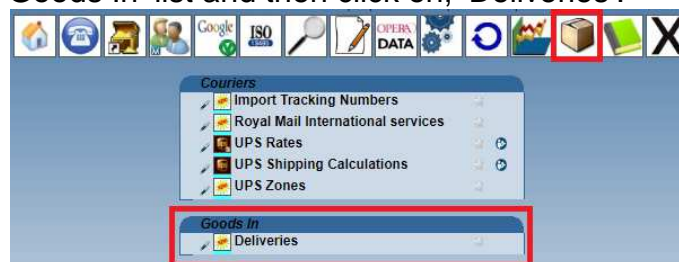 Goods In' list and then click on, 'Deliveries'.
Google
ISO
OPERA
DATA
Couriers
Import Tracking Numbers
Royal Mail International services
UPS Rates
UPS Shipping Calculations
UPS Zones
Goods In
Deliveries